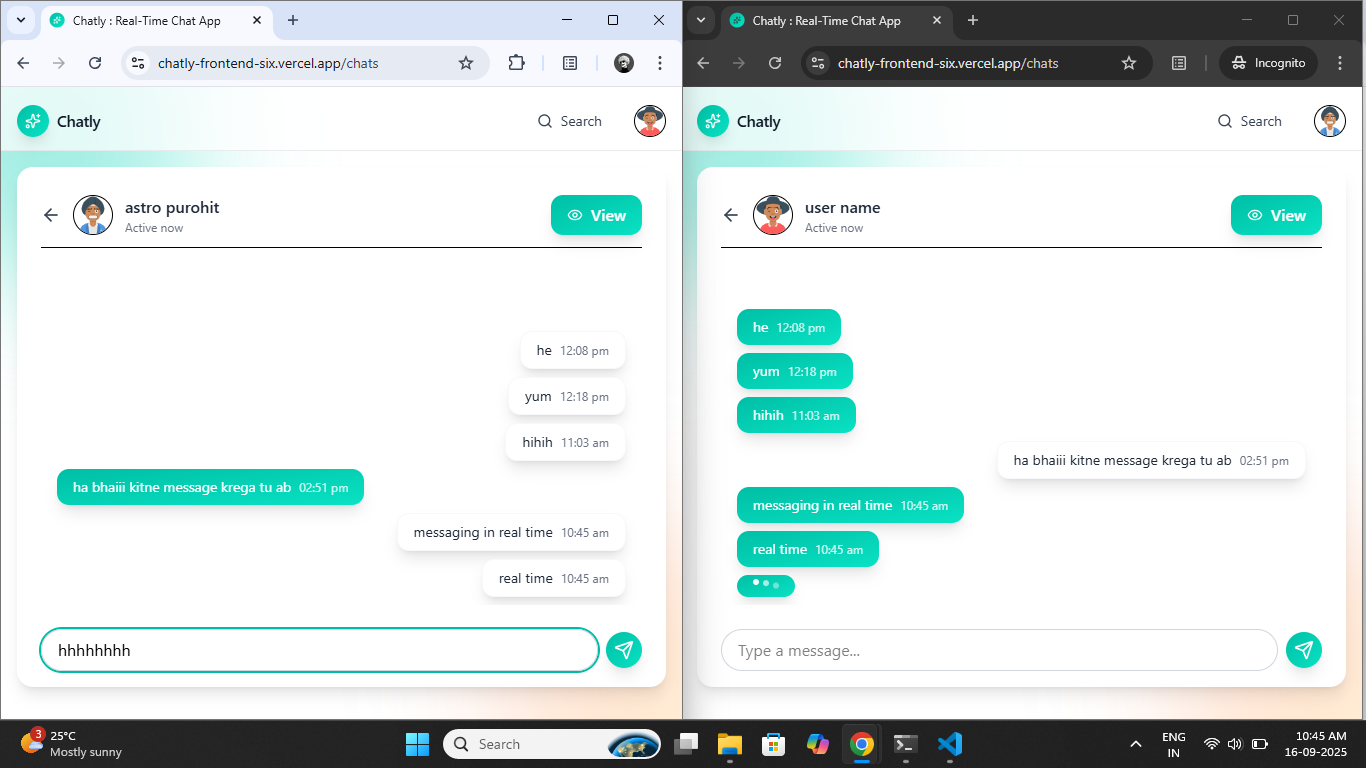 Chatly : Real-Time Chat App
chatly-frontend-six.vercel.app/chats
Chatly
Search
astro purohit
Active now
View
he 12:08 pm
yum 12:18 pm
hihih 11:03 am
ha bhaiii kitne message krega tu ab 02:51 pm
messaging in real time 10:45 am
real time 10:45 am
hhhhhhhh
Chatly : Real-Time Chat App
chatly-frontend-six.vercel.app/chats
Incognito
Chatly
Search
user name
Active now
View
he 12:08 pm
yum 12:18 pm
hihih 11:03 am
ha bhaiii kitne message krega tu ab 02:51 pm
messaging in real time 10:45 am
real time 10:45 am
Type a message...
3
25°C
Mostly sunny
Search
ENG
IN
10:45 AM
16-09-2025